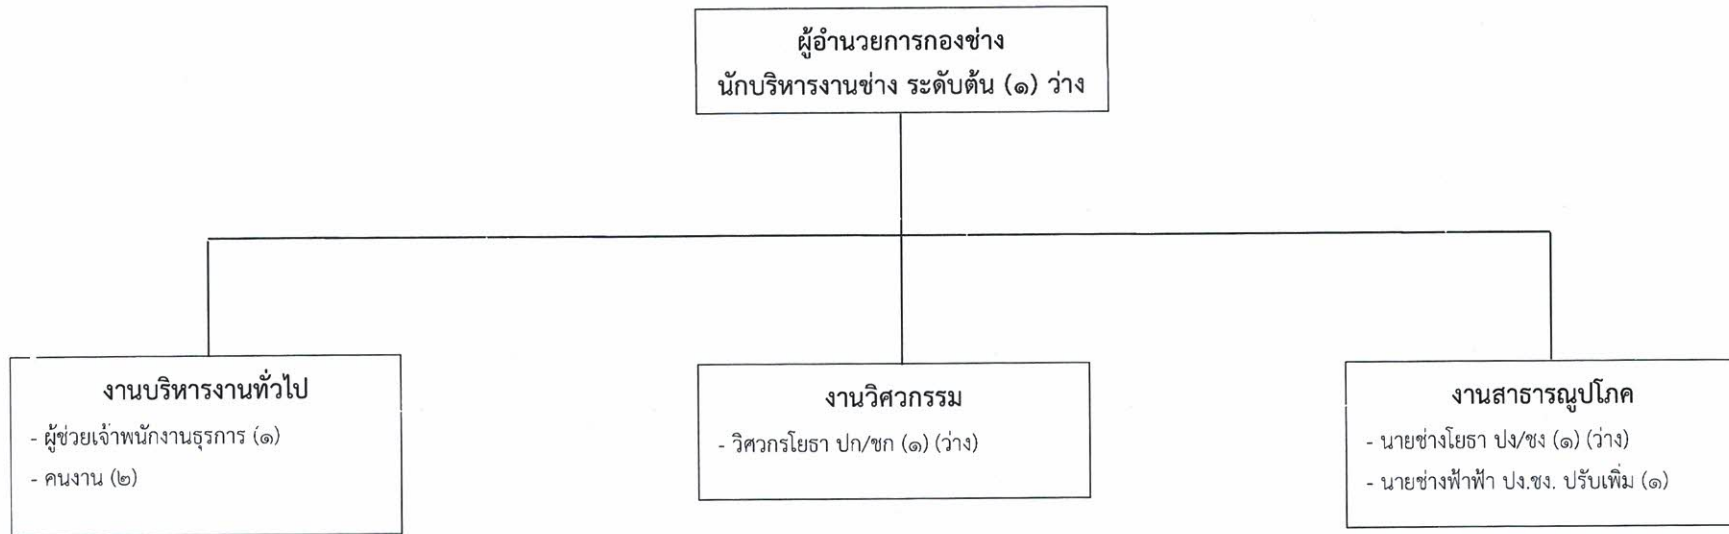 ผู้อำนวยการกองช่าง
นักบริหารงานช่าง ระดับต้น (๑) ว่าง
งานบริหารงานทั่วไป
- ผู้ช่วยเจ้าพนักงานธุรการ (๑)
- คนงาน (๒)
งานวิศวกรรม
- วิศวกรโยธา ปก/ชก (๑) (ว่าง)
งานสาธารณูปโภค
- นายช่างโยธา ปง/ชง (๑) (ว่าง)
- นายช่างฟ้าฟ้า ปง.ชง. ปรับเพิ่ม (๑)